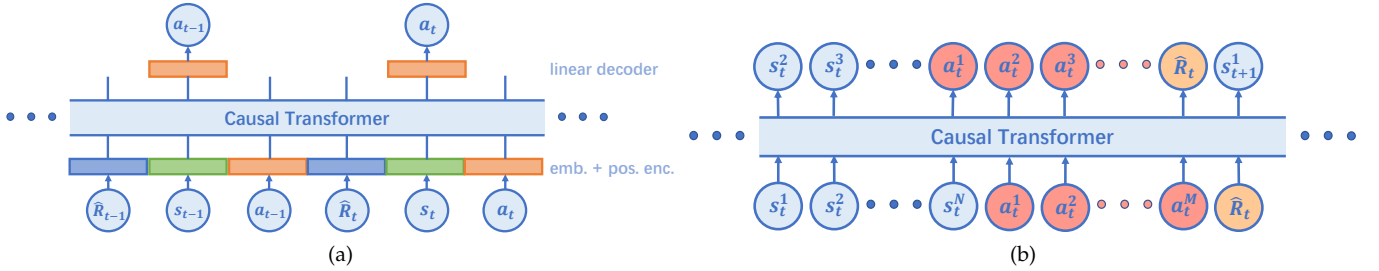 a_{t-1} a_t
linear decoder
Causal Transformer
emb. + pos. enc.
R̂_{t-1} s_{t-1} a_{t-1} R̂_t s_t a_t
(a)
s_t^2 s_t^3 a_t^1 a_t^2 a_t^3 R̂_t s_{t+1}^1
Causal Transformer
s_t^1 s_t^2 s_t^N a_t^1 a_t^2 a_t^M R̂_t
(b)